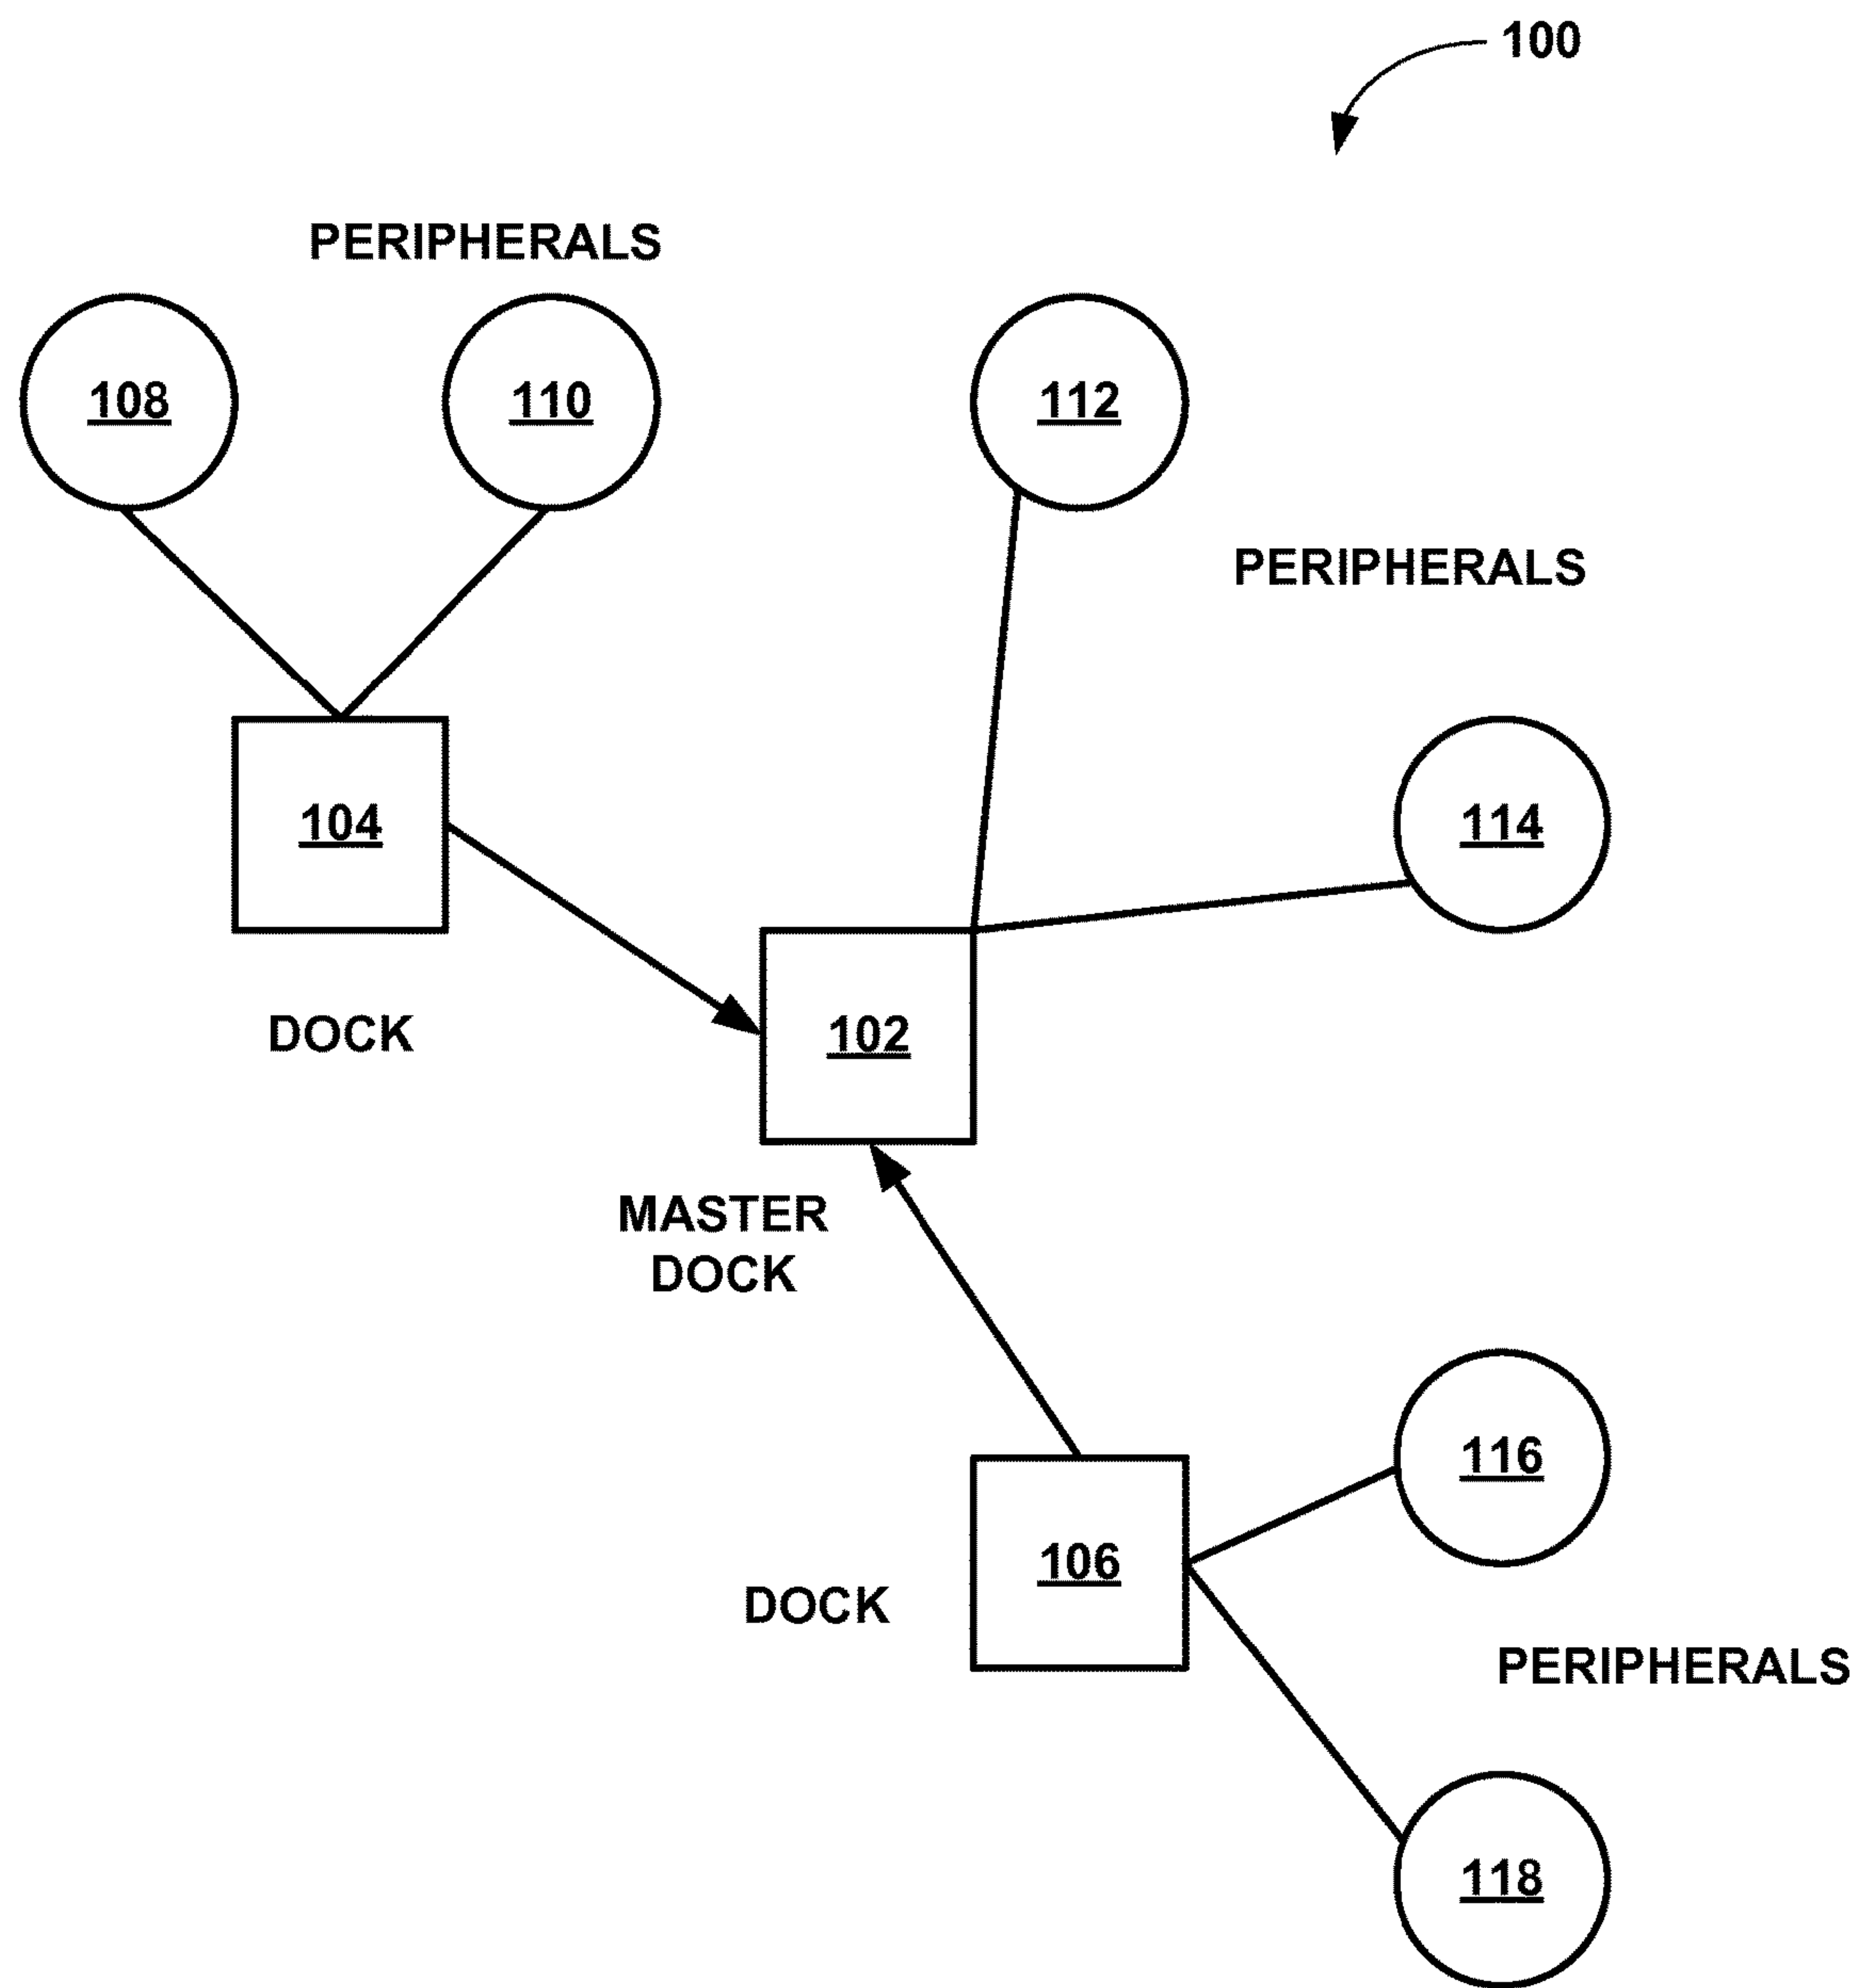 100
PERIPHERALS
108
110
112
PERIPHERALS
104
114
DOCK
102
MASTER
DOCK
116
106
DOCK
PERIPHERALS
118